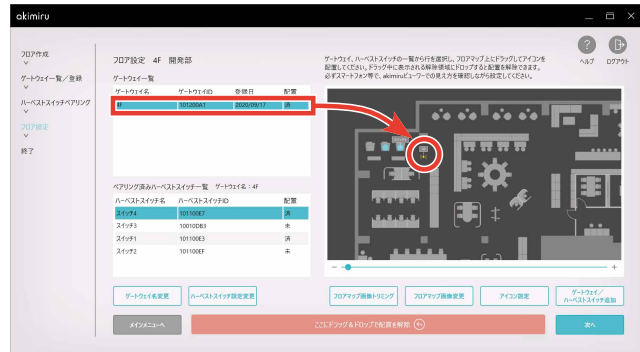 akimiru
フロア作成
ゲートウェイ一覧／登録
ハーベストスイッチペアリング
フロア設定
終了
フロア設定 4F 開発部
ゲートウェイ、ハーベストスイッチの一覧から行を選択し、フロアマップ上にドラッグしてアイコンを
配置してください。ドラッグ中に表示される解除領域にドロップすると配置を解除できます。
必ずスマートフォン等で、akimiruビューワーでの見え方を確認しながら設定してください。
ヘルプ
ログアウト
ゲートウェイ一覧
ゲートウェイ名 ゲートウェイID 登録日 配置
4F 101200A1 2020/09/17 済
ペアリング済みハーベストスイッチ一覧 ゲートウェイ名：4F
ハーベストスイッチ名 ハーベストスイッチID 配置
スイッチ4 101100E7 済
スイッチ3 10010DB3 未
スイッチ1 101100E3 済
スイッチ2 101100EF 未
ゲートウェイ名変更
ハーベストスイッチ設定変更
フロアマップ画像トリミング
フロアマップ画像変更
アイコン設定
ゲートウェイ／
ハーベストスイッチ追加
メインメニューへ
ここにドラッグ＆ドロップで配置を解除
次へ